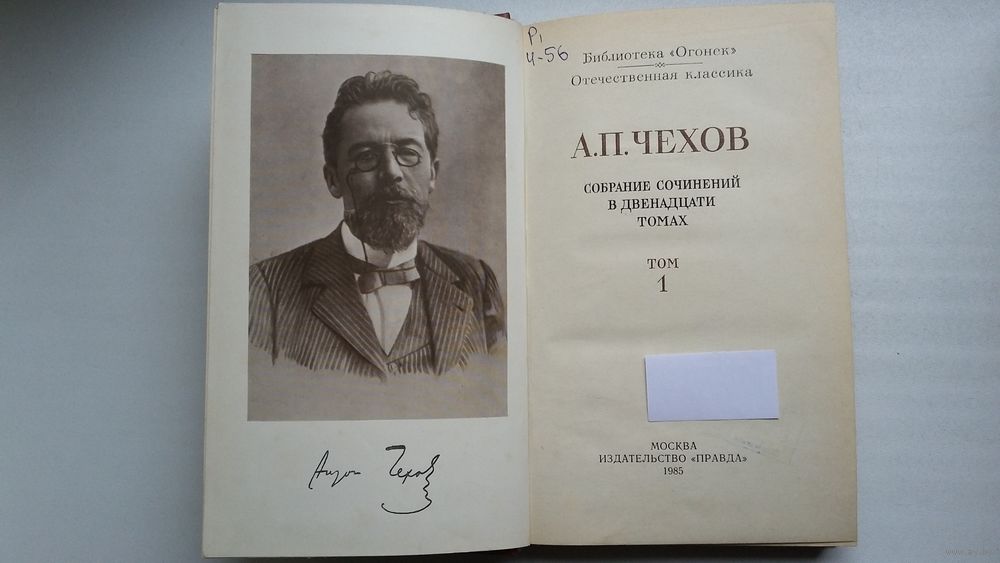 Антон Чехов
Р1
Ч-56
Библиотека «Огонек»
Отечественная классика
А.П.ЧЕХОВ
СОБРАНИЕ СОЧИНЕНИЙ
В ДВЕНАДЦАТИ
ТОМАХ
ТОМ
1
МОСКВА
ИЗДАТЕЛЬСТВО «ПРАВДА»
1985